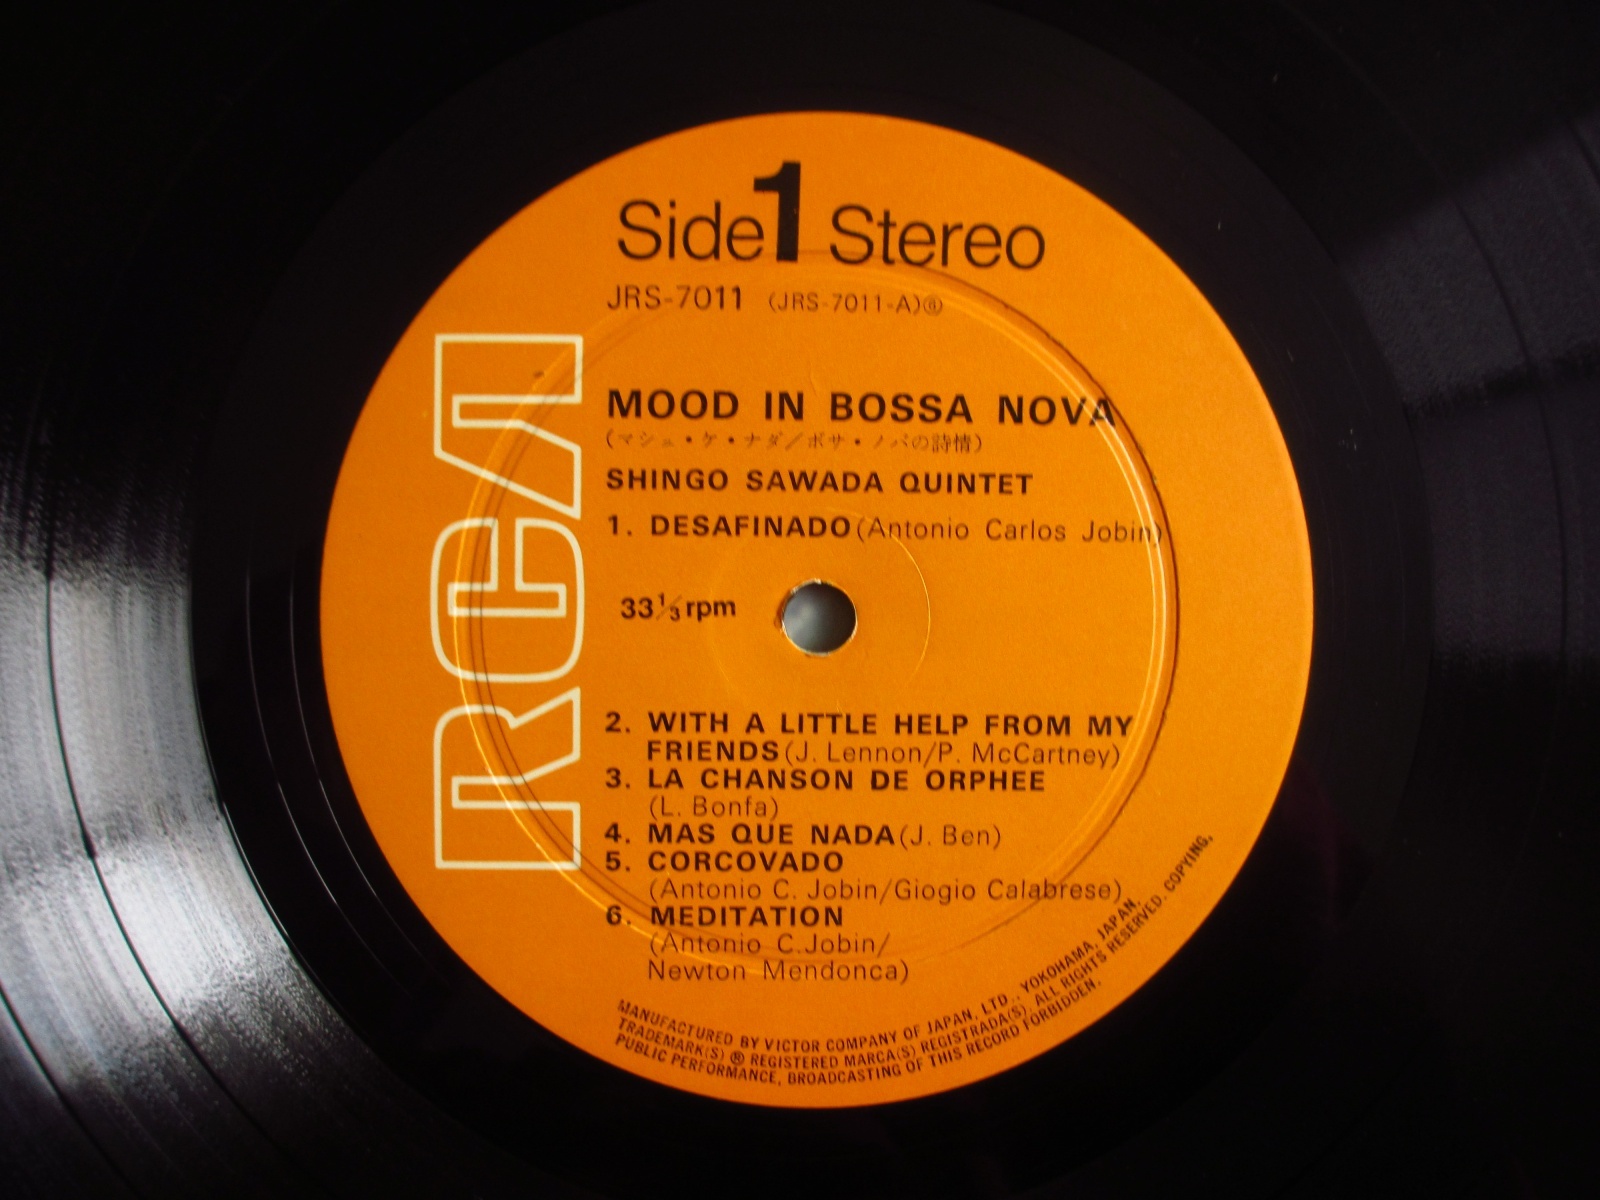 Side 1 Stereo
JRS-7011 (JRS-7011-A)®
RCA
MOOD IN BOSSA NOVA
(マシュ・ケ・ナダ/ボサ・ノバの詩情)
SHINGO SAWADA QUINTET
1. DESAFINADO (Antonio Carlos Jobin)
33⅓ rpm
2. WITH A LITTLE HELP FROM MY
FRIENDS (J. Lennon/P. McCartney)
3. LA CHANSON DE ORPHEE
(L. Bonfa)
4. MAS QUE NADA (J. Ben)
5. CORCOVADO
(Antonio C. Jobin/Giogio Calabrese)
6. MEDITATION
(Antonio C.Jobin/
Newton Mendonca)
MANUFACTURED BY VICTOR COMPANY OF JAPAN, LTD., YOKOHAMA, JAPAN.
TRADEMARK(S) ® REGISTERED MARCA(S) REGISTRADA(S). ALL RIGHTS RESERVED. COPYING,
PUBLIC PERFORMANCE, BROADCASTING OF THIS RECORD FORBIDDEN.